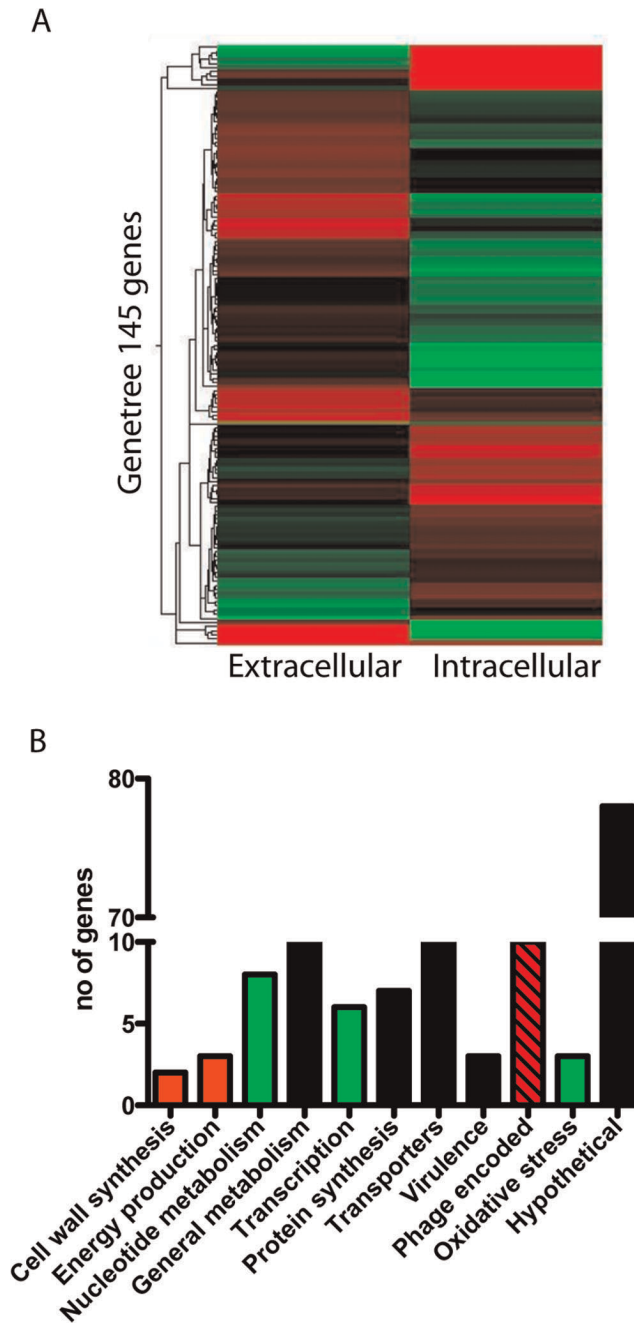 A
Genetree 145 genes
Extracellular
Intracellular
B
no of genes
80
70
10
5
0
Cell wall synthesis
Energy production
Nucleotide metabolism
General metabolism
Transcription
Protein synthesis
Transporters
Virulence
Phage encoded
Oxidative stress
Hypothetical